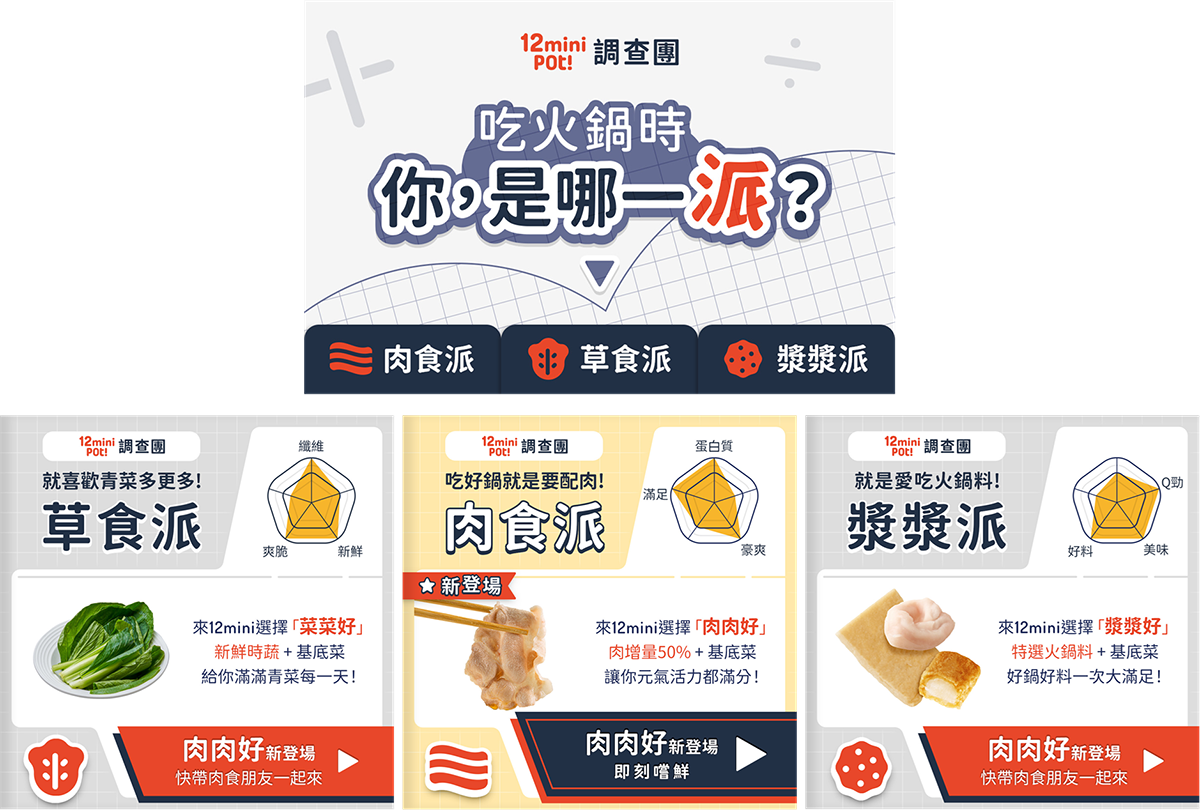 12mini POt! 調查團
吃火鍋時
你,是哪一派?
肉食派
草食派
漿漿派
12mini POt! 調查團
就喜歡青菜多更多!
草食派
纖維
爽脆
新鮮
來12mini選擇「菜菜好」
新鮮時蔬 + 基底菜
給你滿滿青菜每一天!
肉肉好新登場
快帶肉食朋友一起來
12mini POt! 調查團
吃好鍋就是要配肉!
肉食派
蛋白質
滿足
豪爽
新登場
來12mini選擇「肉肉好」
肉增量50% + 基底菜
讓你元氣活力都滿分!
肉肉好新登場
即刻嚐鮮
12mini POt! 調查團
就是愛吃火鍋料!
漿漿派
Q勁
好料
美味
來12mini選擇「漿漿好」
特選火鍋料 + 基底菜
好鍋好料一次大滿足!
肉肉好新登場
快帶肉食朋友一起來